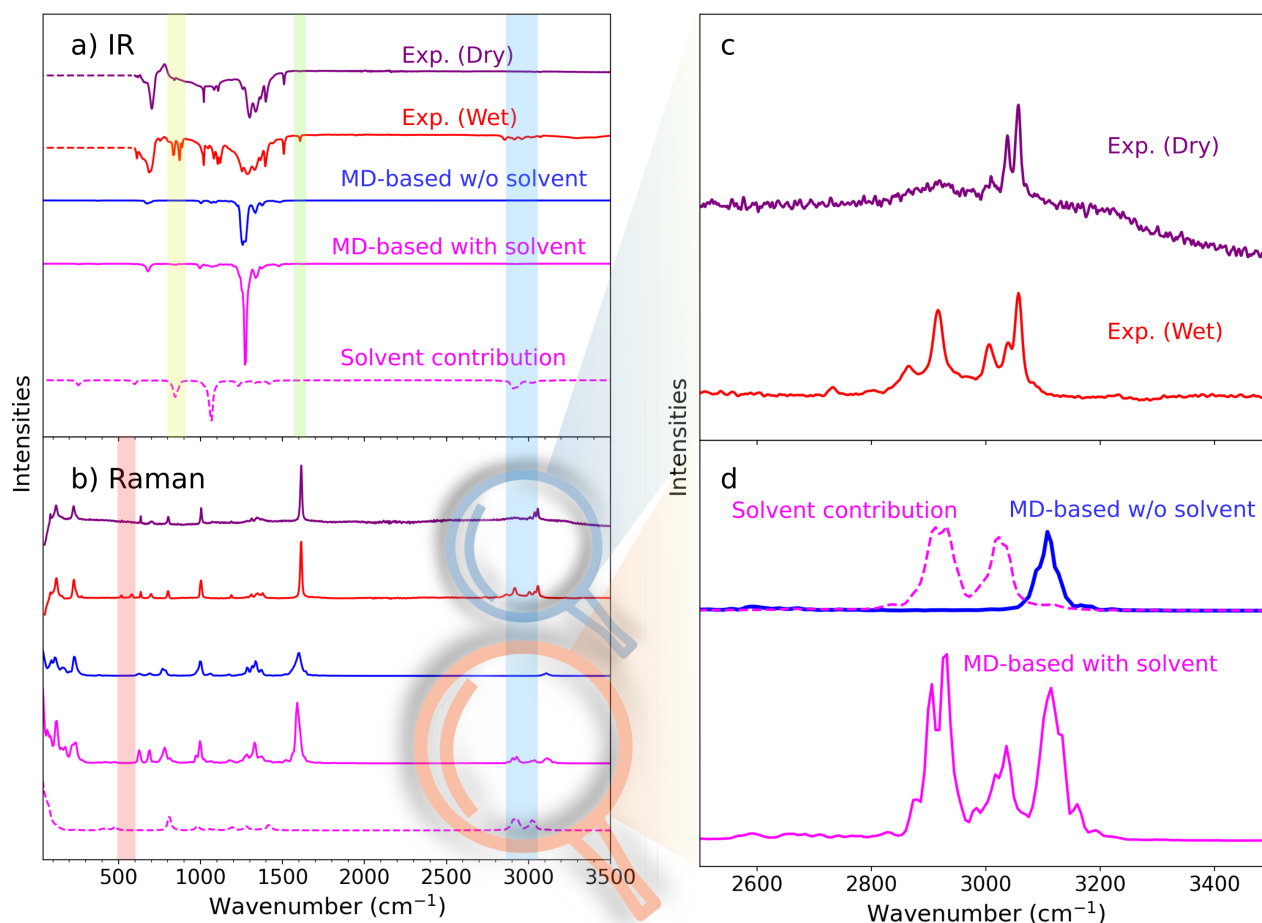 a) IR
Exp. (Dry)
Exp. (Wet)
MD-based w/o solvent
MD-based with solvent
Solvent contribution
Intensities
b) Raman
500 1000 1500 2000 2500 3000 3500
Wavenumber (cm⁻¹)
c
Exp. (Dry)
Exp. (Wet)
Intensities
d
Solvent contribution
MD-based w/o solvent
MD-based with solvent
2600 2800 3000 3200 3400
Wavenumber (cm⁻¹)